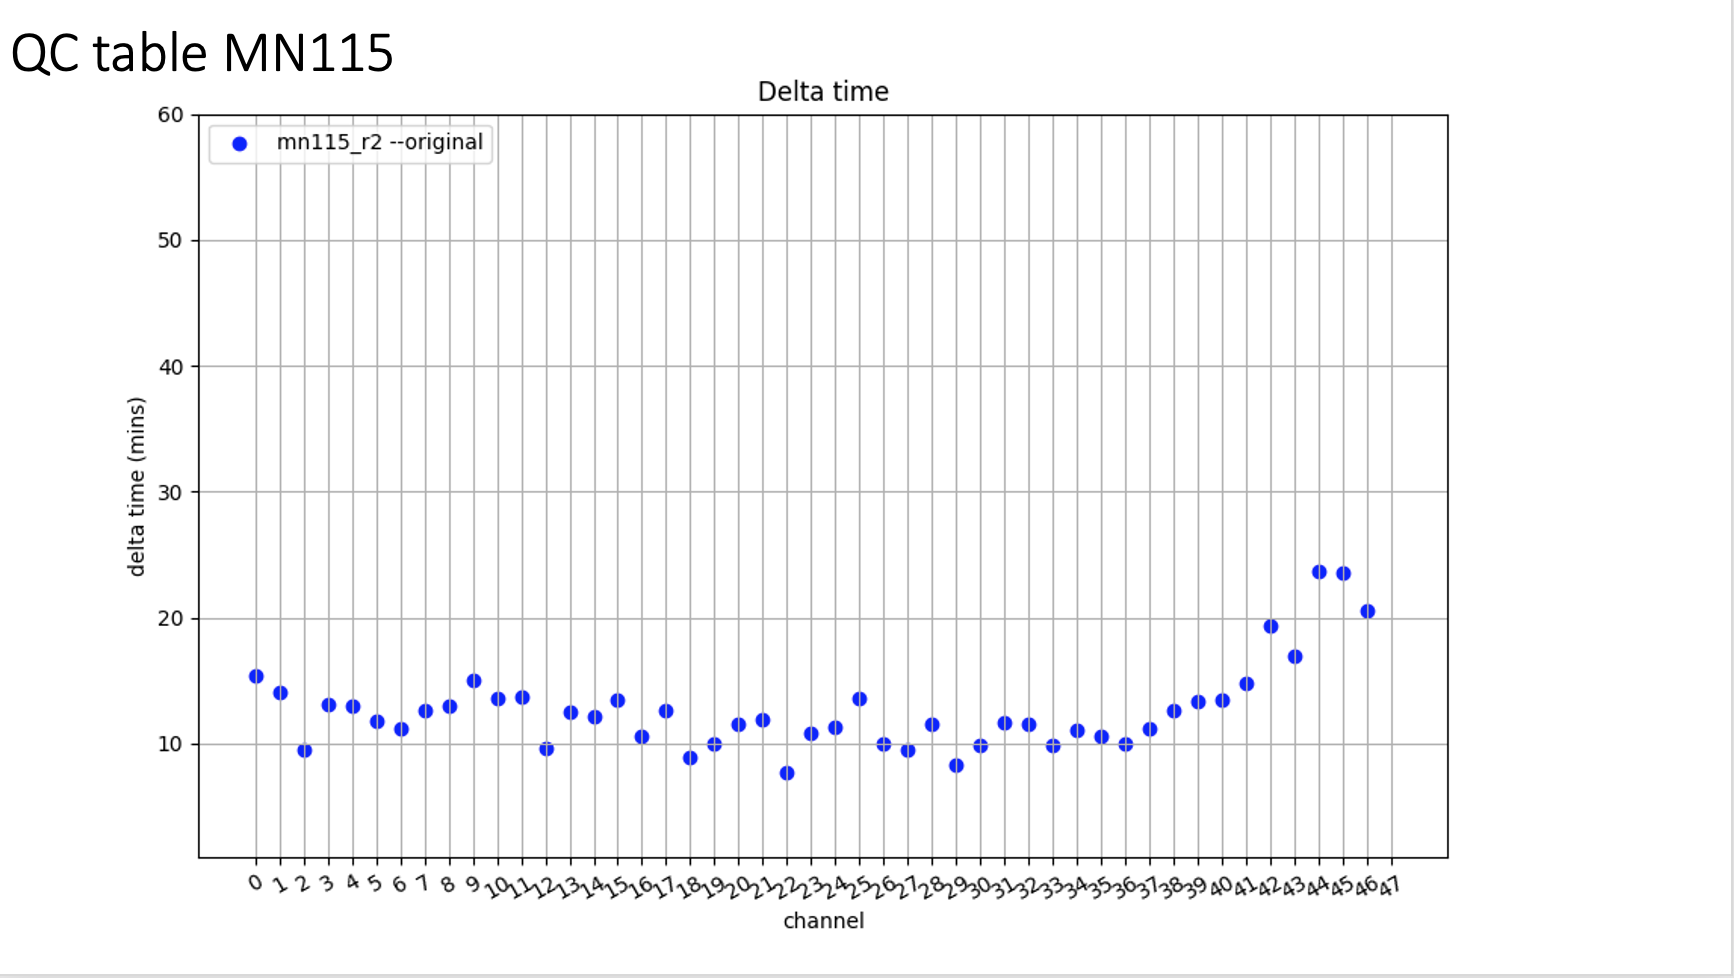 QC table MN115
Delta time
60
mn115_r2 --original
50
40
30
20
10
delta time (mins)
0 1 2 3 4 5 6 7 8 9 10 11 12 13 14 15 16 17 18 19 20 21 22 23 24 25 26 27 28 29 30 31 32 33 34 35 36 37 38 39 40 41 42 43 44 45 46 47
channel